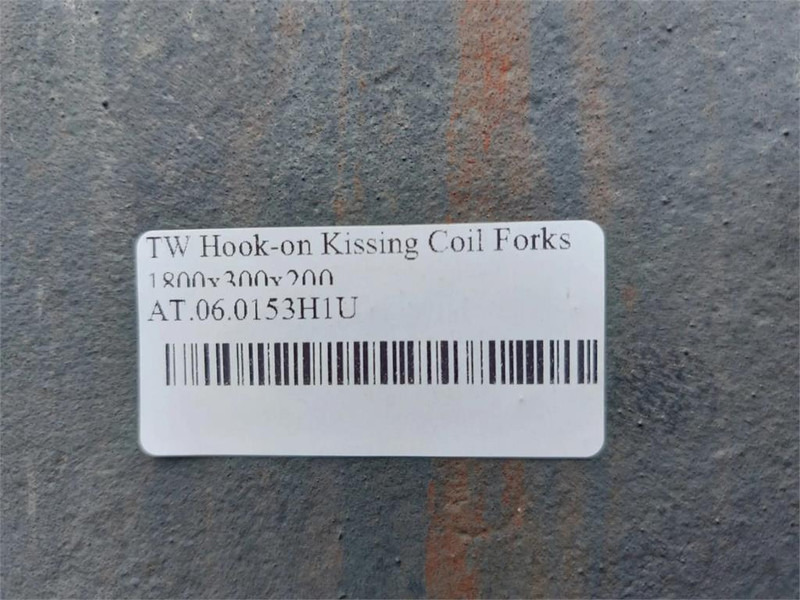 TW Hook-on Kissing Coil Forks
1800x300x200
AT.06.0153H1U